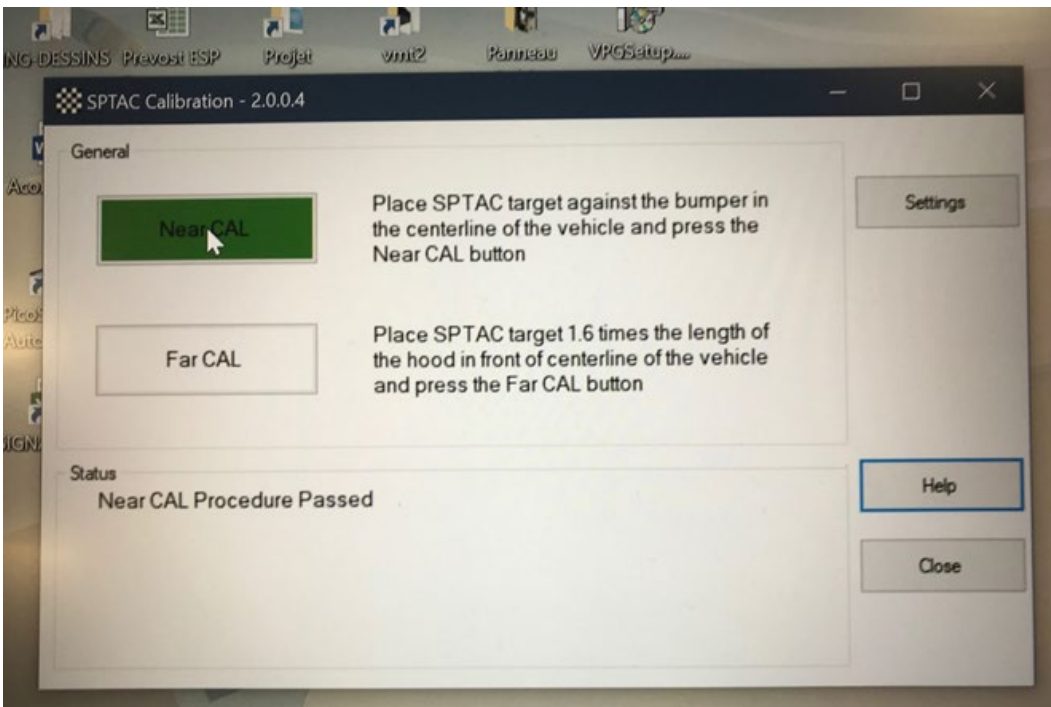 NG-DESSINS Prevost ESP Projet vmt2 Panneau VPGSetup....
SPTAC Calibration - 2.0.0.4
General
Near CAL
Place SPTAC target against the bumper in
the centerline of the vehicle and press the
Near CAL button
Settings
Far CAL
Place SPTAC target 1.6 times the length of
the hood in front of centerline of the vehicle
and press the Far CAL button
Status
Near CAL Procedure Passed
Help
Close